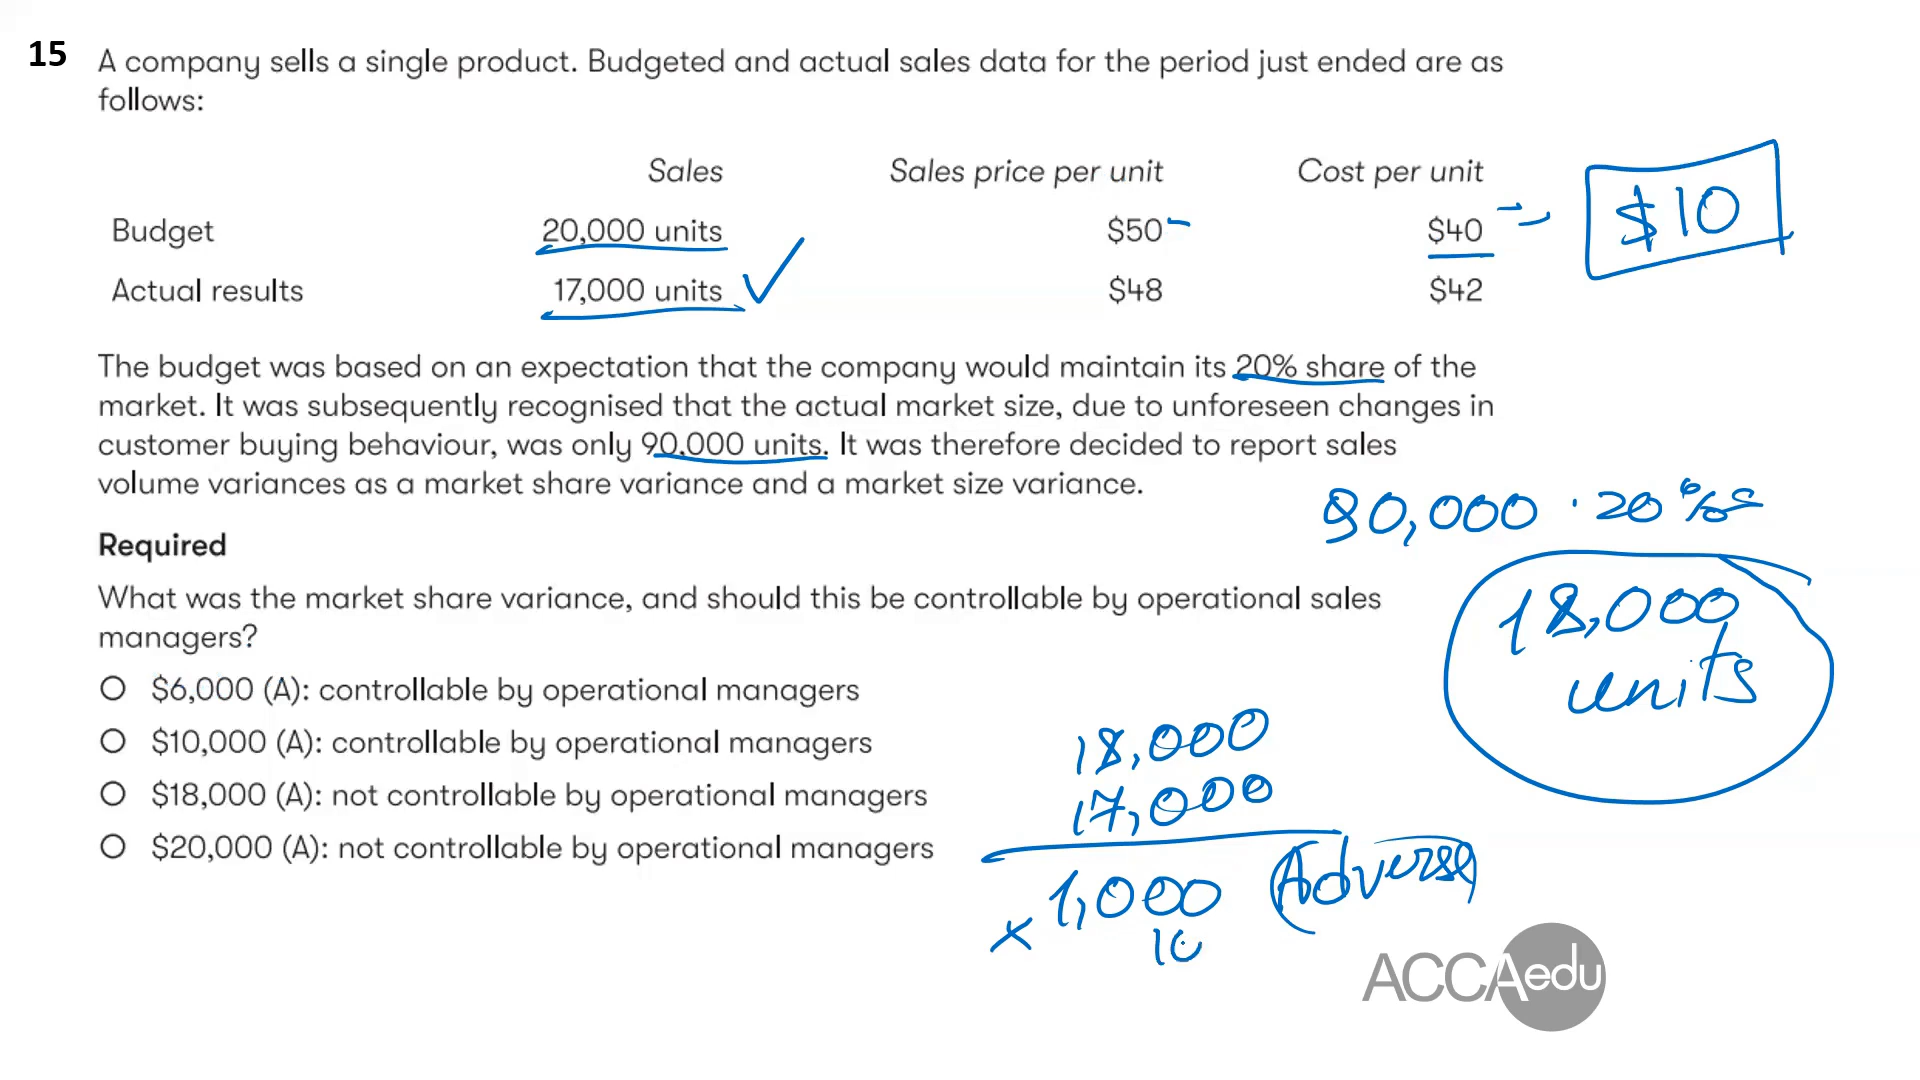 15 A company sells a single product. Budgeted and actual sales data for the period just ended are as
follows:
Sales Sales price per unit Cost per unit
Budget 20,000 units $50 $40 $10
Actual results 17,000 units $48 $42
The budget was based on an expectation that the company would maintain its 20% share of the
market. It was subsequently recognised that the actual market size, due to unforeseen changes in
customer buying behaviour, was only 90,000 units. It was therefore decided to report sales
volume variances as a market share variance and a market size variance.
90,000 · 20% =
18,000
units
Required
What was the market share variance, and should this be controllable by operational sales
managers?
$6,000 (A): controllable by operational managers
$10,000 (A): controllable by operational managers
$18,000 (A): not controllable by operational managers
$20,000 (A): not controllable by operational managers
18,000
17,000
1,000 (Adverse)
× 10
ACCAedu